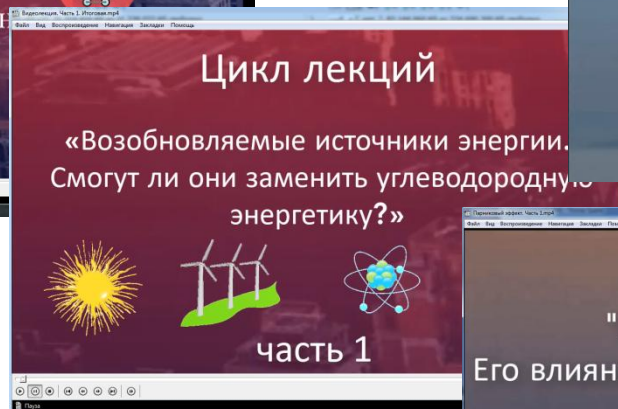 Видеолекция. Часть 1. Итоговая.mp4
Файл Вид Воспроизведение Навигация Закладки Помощь
Цикл лекций
«Возобновляемые источники энергии.
Смогут ли они заменить углеводородную
энергетику?»
часть 1
Пауза
Парниковый эффект. Часть 1.mp4
Файл Вид Воспроизведение Навигация Закладки
"
Его влиян